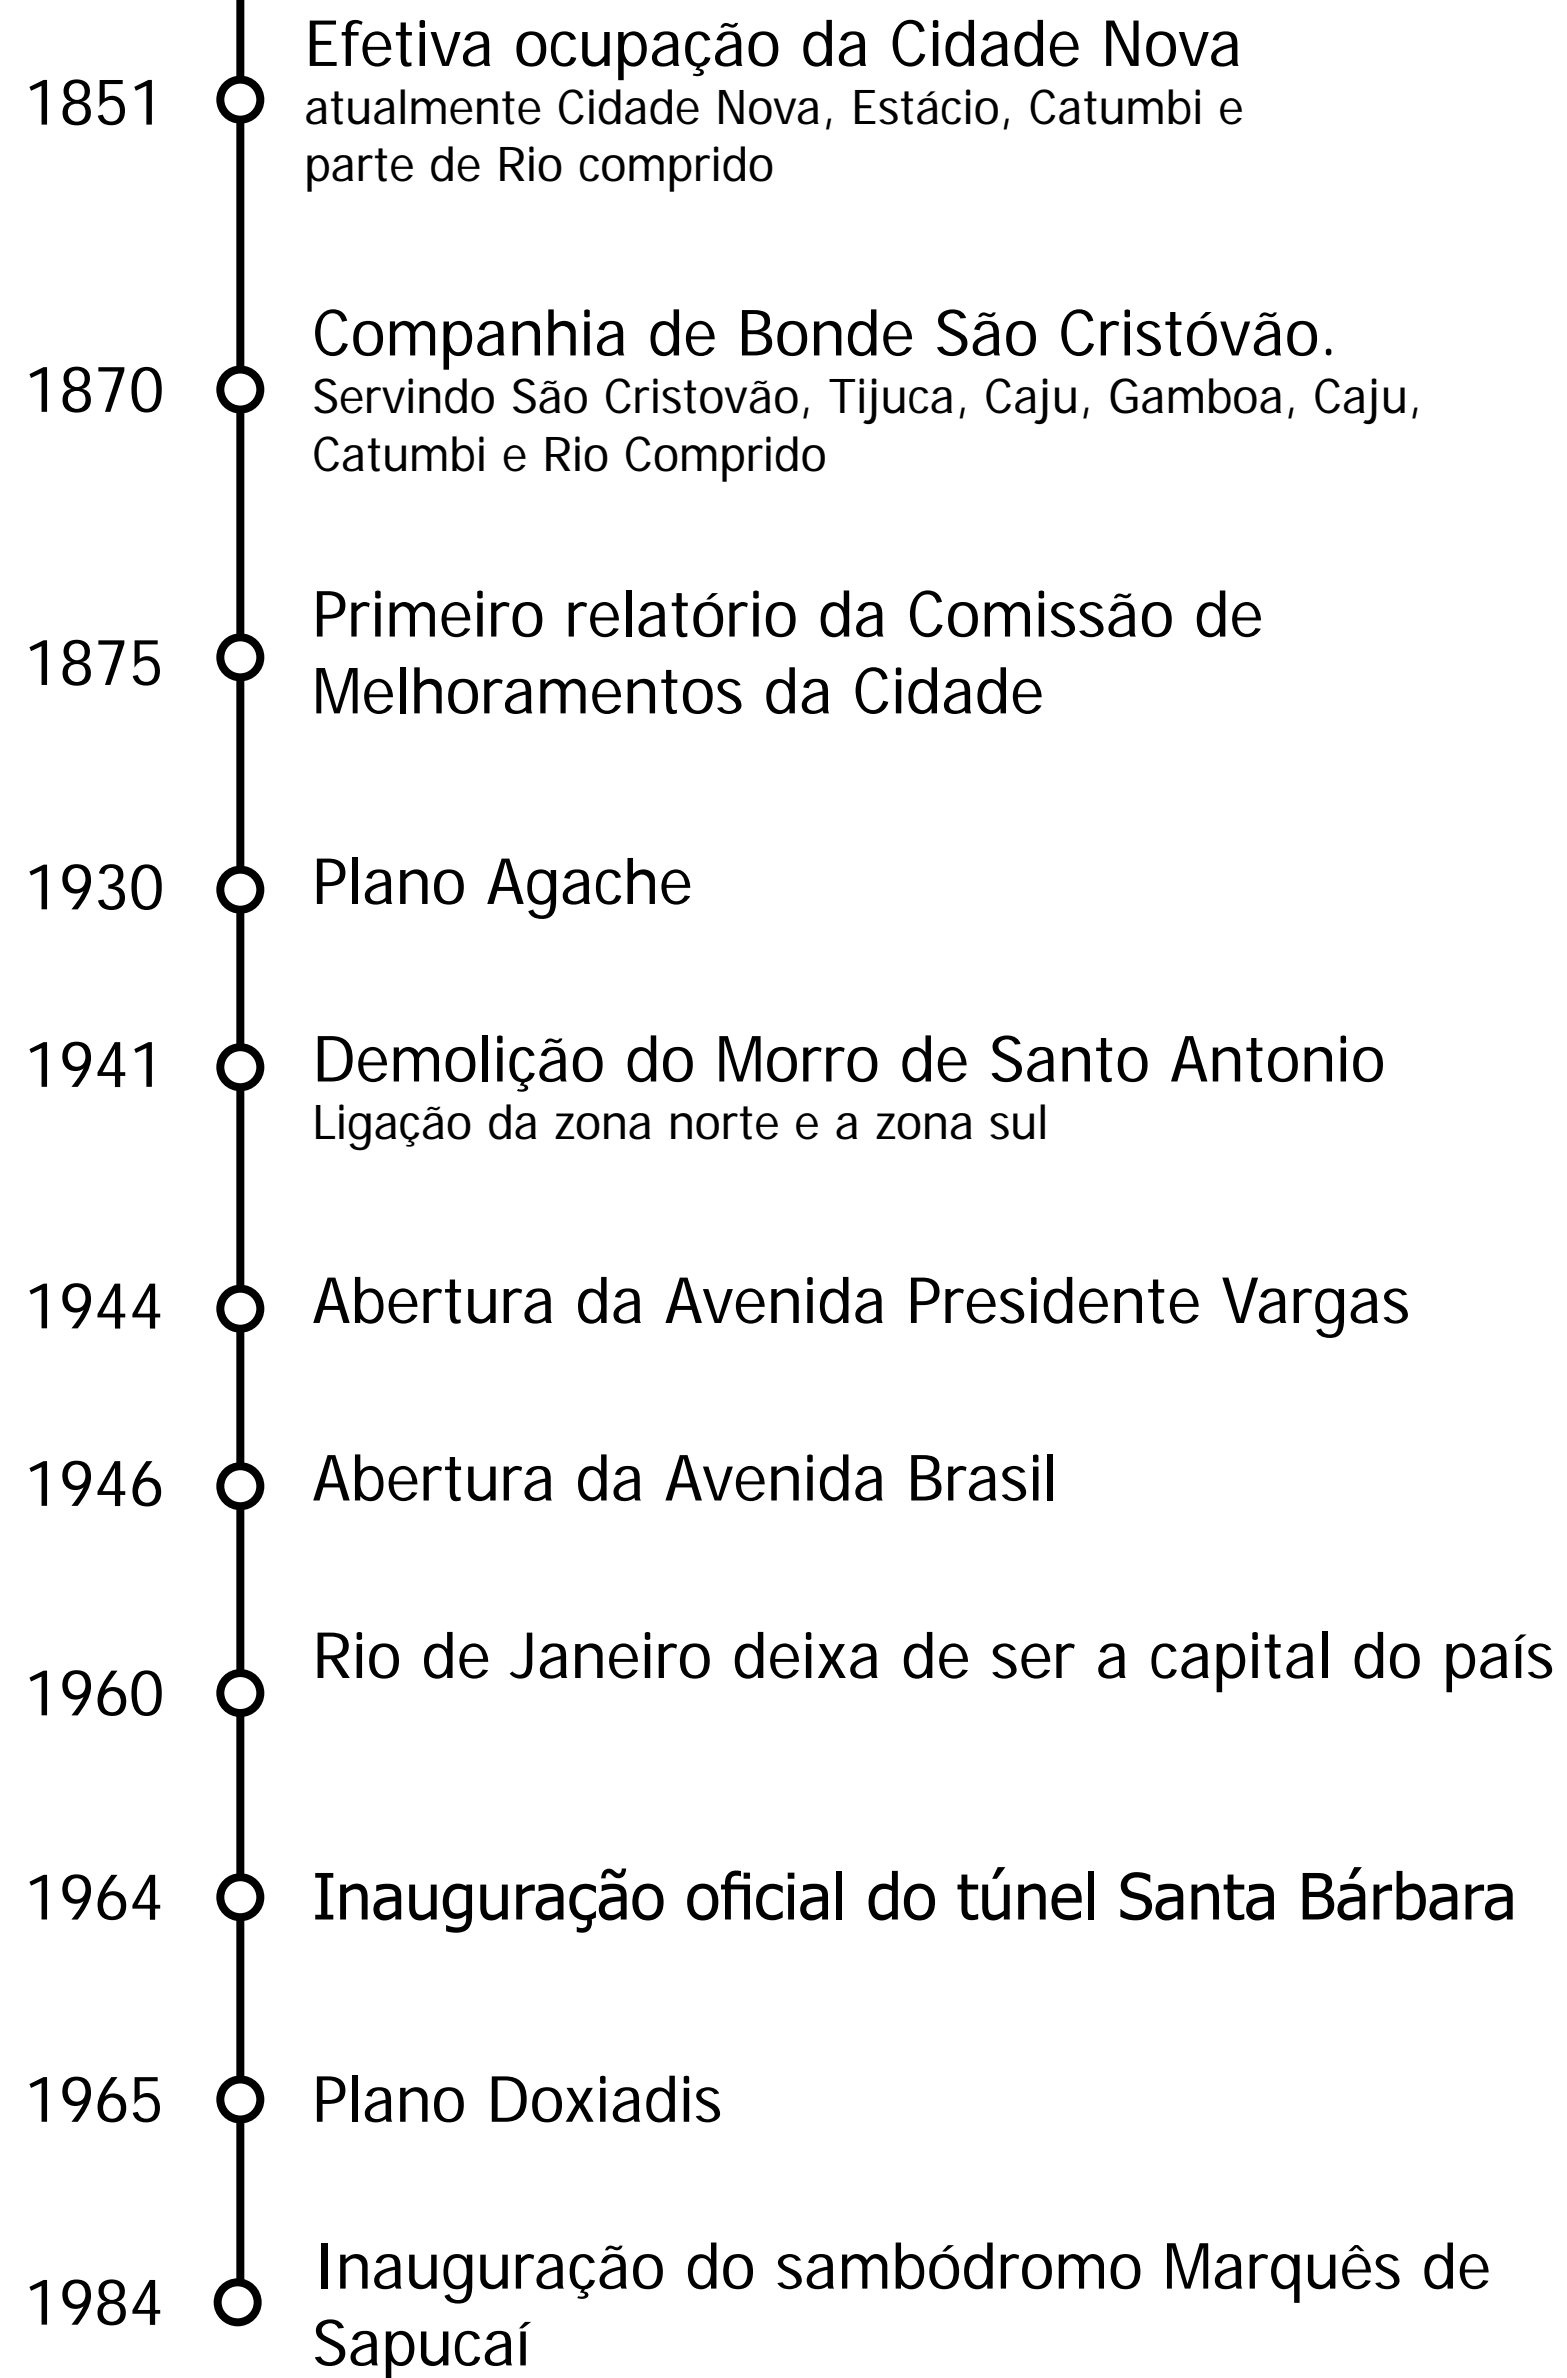 1851
Efetiva ocupação da Cidade Nova
atualmente Cidade Nova, Estácio, Catumbi e
parte de Rio comprido
1870
Companhia de Bonde São Cristóvão.
Servindo São Cristovão, Tijuca, Caju, Gamboa, Caju,
Catumbi e Rio Comprido
1875
Primeiro relatório da Comissão de
Melhoramentos da Cidade
1930
Plano Agache
1941
Demolição do Morro de Santo Antonio
Ligação da zona norte e a zona sul
1944
Abertura da Avenida Presidente Vargas
1946
Abertura da Avenida Brasil
1960
Rio de Janeiro deixa de ser a capital do país
1964
Inauguração oficial do túnel Santa Bárbara
1965
Plano Doxiadis
1984
Inauguração do sambódromo Marquês de
Sapucaí